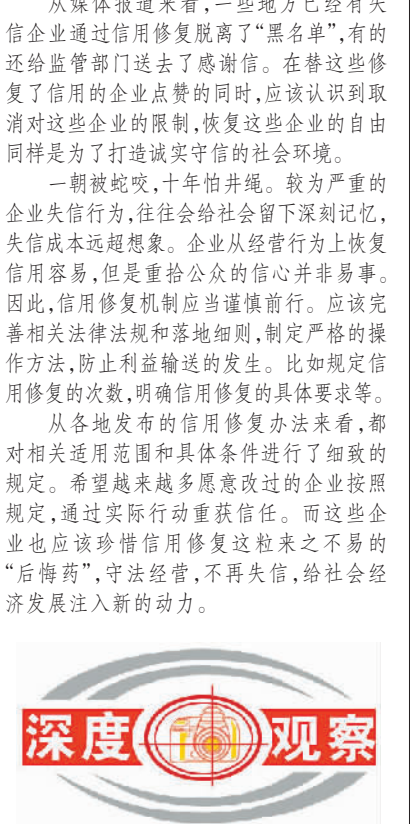 从媒体报道来看,一些地方已经有失
信企业通过信用修复脱离了“黑名单”,有的
还给监管部门送去了感谢信。在替这些修
复了信用的企业点赞的同时,应该认识到取
消对这些企业的限制,恢复这些企业的自由
同样是为了打造诚实守信的社会环境。
一朝被蛇咬,十年怕井绳。较为严重的
企业失信行为,往往会给社会留下深刻记忆,
失信成本远超想象。企业从经营行为上恢复
信用容易,但是重拾公众的信心并非易事。
因此,信用修复机制应当谨慎前行。应该完
善相关法律法规和落地细则,制定严格的操
作方法,防止利益输送的发生。比如规定信
用修复的次数,明确信用修复的具体要求等。
从各地发布的信用修复办法来看,都
对相关适用范围和具体条件进行了细致的
规定。希望越来越多愿意改过的企业按照
规定,通过实际行动重获信任。而这些企
业也应该珍惜信用修复这粒来之不易的
“后悔药”,守法经营,不再失信,给社会经
济发展注入新的动力。
深度观察